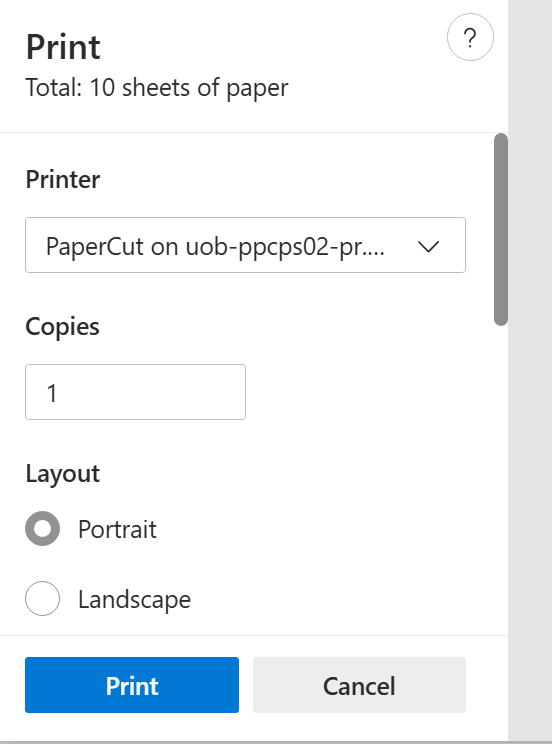 Print
?
Total: 10 sheets of paper
Printer
PaperCut on uob-ppcps02-pr....
Copies
1
Layout
Portrait
Landscape
Print
Cancel